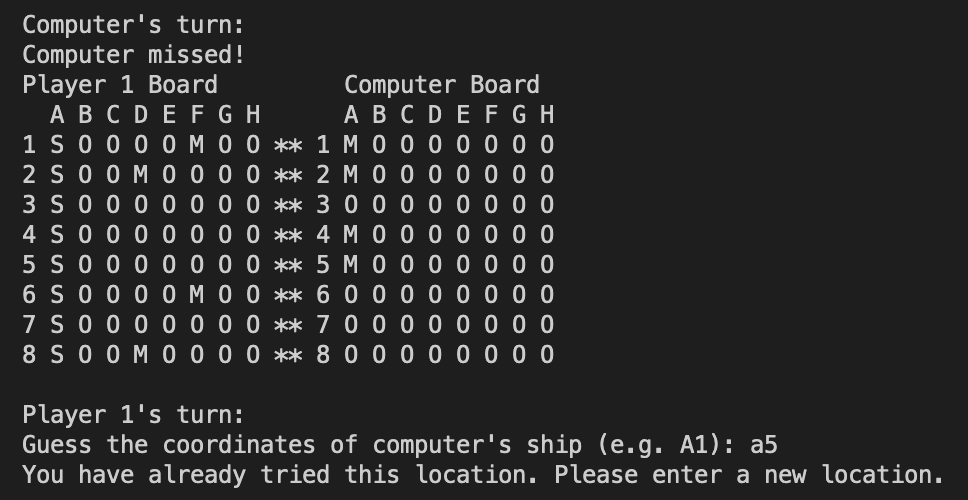 Computer's turn:
Computer missed!
Player 1 Board         Computer Board
  A B C D E F G H      A B C D E F G H
1 S O O O O M O O ** 1 M O O O O O O O
2 S O O M O O O O ** 2 M O O O O O O O
3 S O O O O O O O ** 3 O O O O O O O O
4 S O O O O O O O ** 4 M O O O O O O O
5 S O O O O O O O ** 5 M O O O O O O O
6 S O O O O M O O ** 6 O O O O O O O O
7 S O O O O O O O ** 7 O O O O O O O O
8 S O O M O O O O ** 8 O O O O O O O O
Player 1's turn:
Guess the coordinates of computer's ship (e.g. A1): a5
You have already tried this location. Please enter a new location.